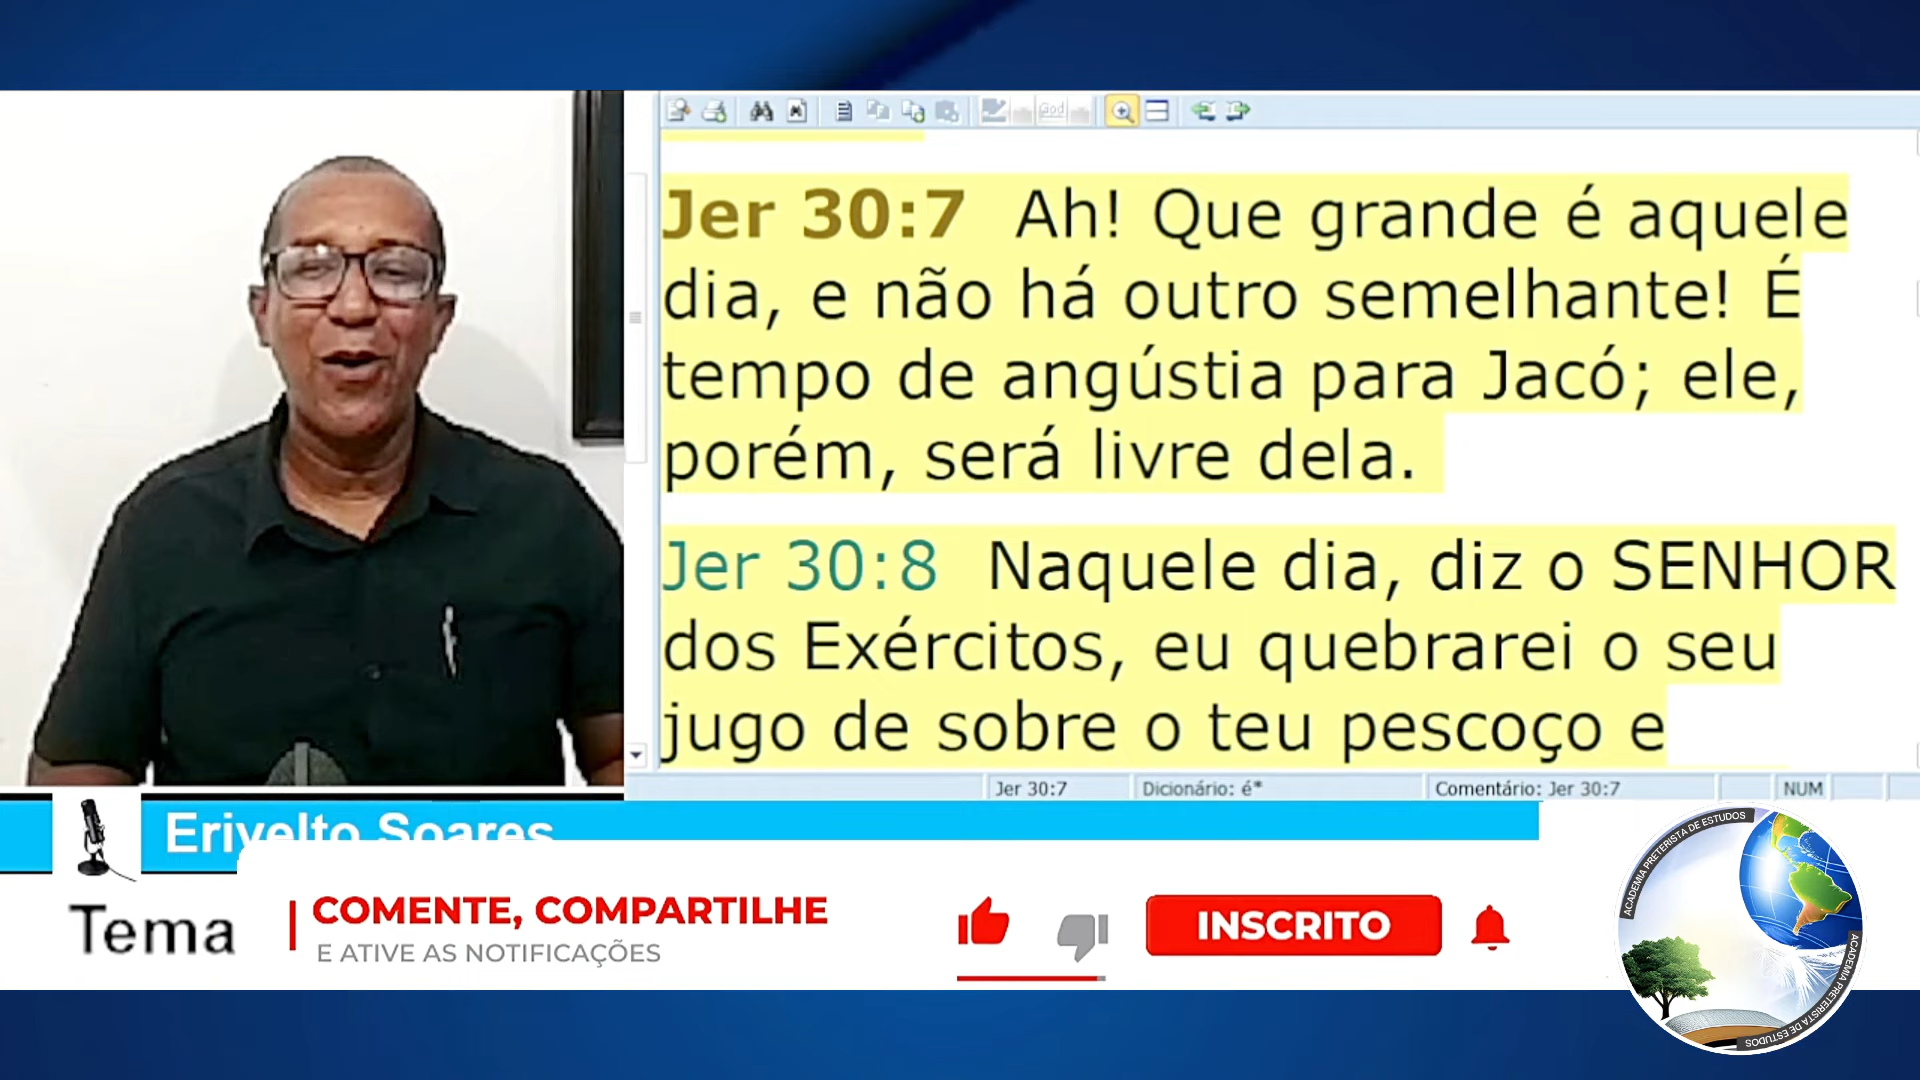 God
Jer 30:7 Ah! Que grande é aquele
dia, e não há outro semelhante! É
tempo de angústia para Jacó; ele,
porém, será livre dela.
Jer 30:8 Naquele dia, diz o SENHOR
dos Exércitos, eu quebrarei o seu
jugo de sobre o teu pescoço e
Jer 30:7
Dicionário: é*
Comentário: Jer 30:7
NUM
Erivelto Soares
Tema
COMENTE, COMPARTILHE
E ATIVE AS NOTIFICAÇÕES
INSCRITO
ACADEMIA PRETERISTA DE ESTUDOS
ACADEMIA PRETERISTA DE ESTUDOS